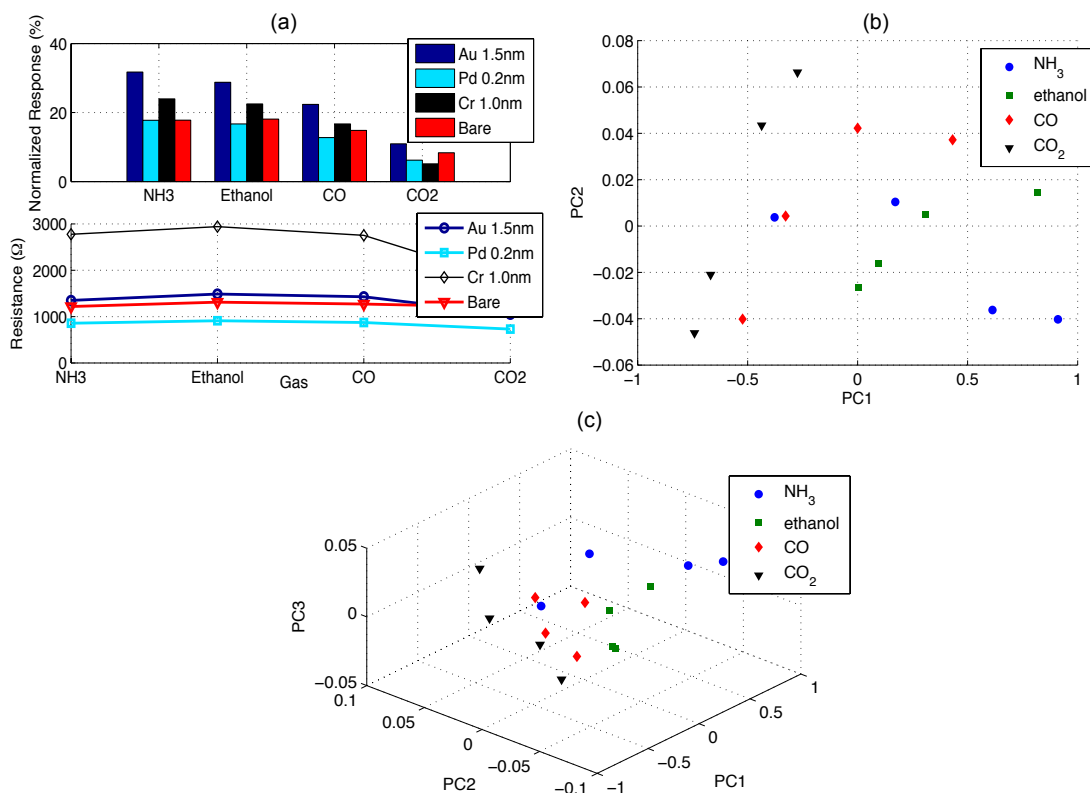 (a)
Normalized Response (%)
40
20
0
Au 1.5nm
Pd 0.2nm
Cr 1.0nm
Bare
NH3 Ethanol CO CO2
Resistance (Ω)
3000
2000
1000
0
Au 1.5nm
Pd 0.2nm
Cr 1.0nm
Bare
NH3 Ethanol CO CO2
Gas
(b)
PC2
0.08
0.06
0.04
0.02
0
−0.02
−0.04
−0.06
NH3
ethanol
CO
CO2
−1 −0.5 0 0.5 1
PC1
(c)
NH3
ethanol
CO
CO2
PC3
0.05
0
−0.05
0.1
0.05
0
−0.05
−0.1
PC2
1
0.5
0
−0.5
−1
PC1